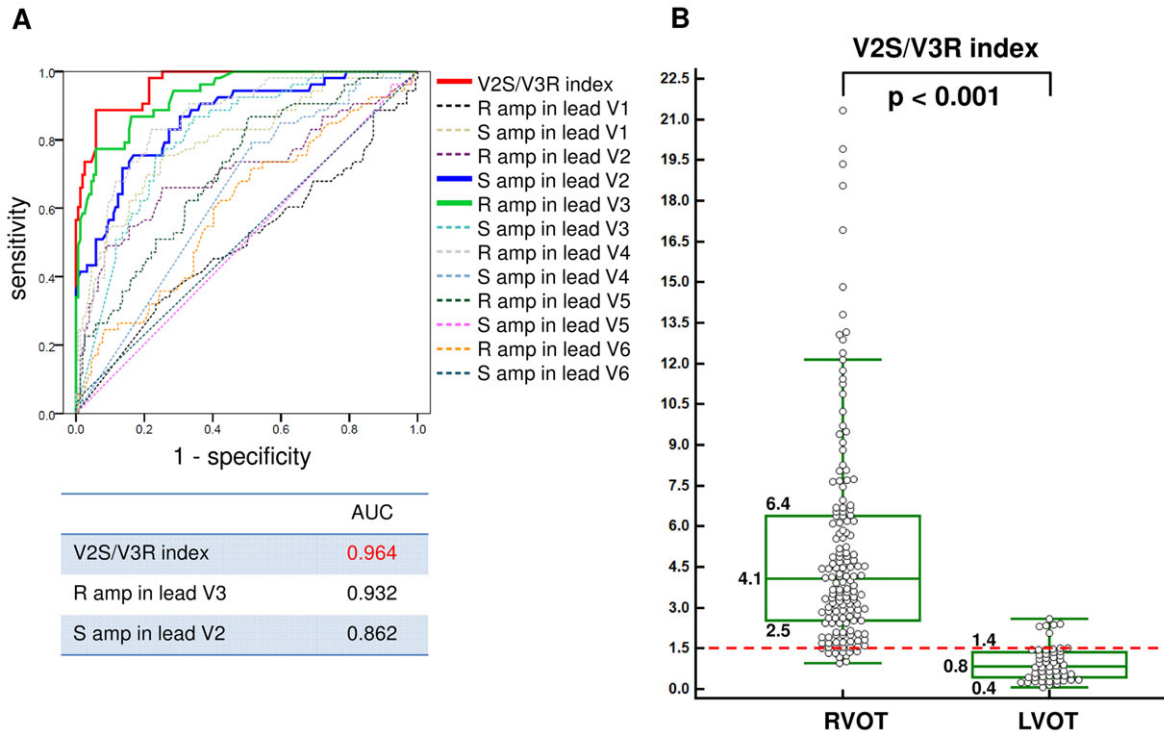 A
1.0
0.8
0.6
0.4
0.2
0.0
sensitivity
0.0 0.2 0.4 0.6 0.8 1.0
1 - specificity
V2S/V3R index
R amp in lead V1
S amp in lead V1
R amp in lead V2
S amp in lead V2
R amp in lead V3
S amp in lead V3
R amp in lead V4
S amp in lead V4
R amp in lead V5
S amp in lead V5
R amp in lead V6
S amp in lead V6
AUC
V2S/V3R index 0.964
R amp in lead V3 0.932
S amp in lead V2 0.862
B
V2S/V3R index
p < 0.001
22.5
21.0
19.5
18.0
16.5
15.0
13.5
12.0
10.5
9.0
7.5
6.0
4.5
3.0
1.5
0.0
6.4
4.1
2.5
1.4
0.8
0.4
RVOT LVOT